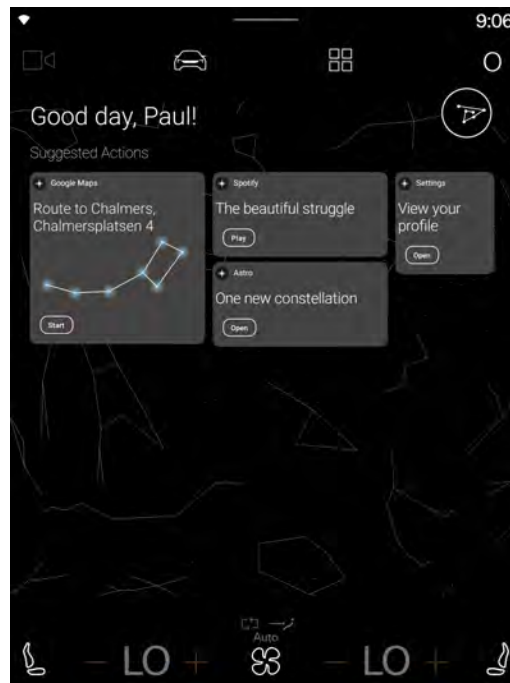 9:06
Good day, Paul!
Suggested Actions
Google Maps
Route to Chalmers,
Chalmersplatsen 4
Start
Spotify
The beautiful struggle
Play
Astro
One new constellation
Open
Settings
View your
profile
Open
Auto
LO
LO